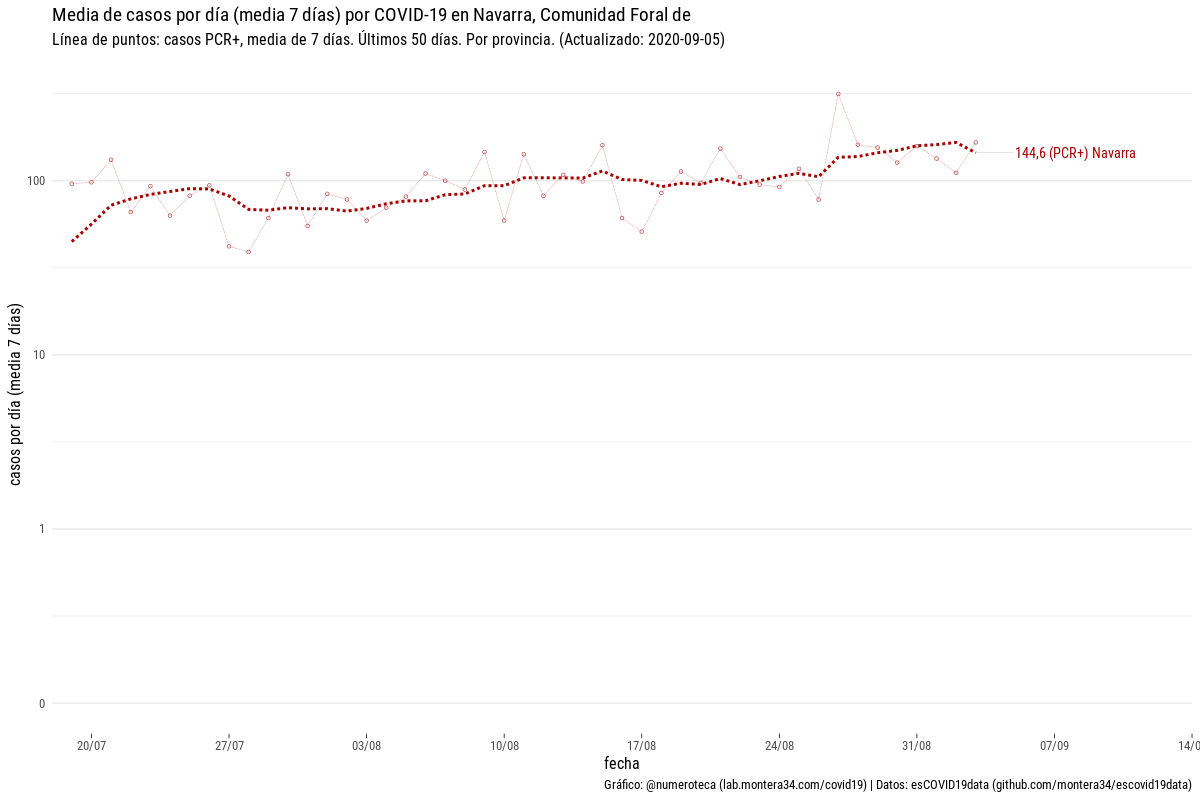 Media de casos por día (media 7 días) por COVID-19 en Navarra, Comunidad Foral de
Línea de puntos: casos PCR+, media de 7 días. Últimos 50 días. Por provincia. (Actualizado: 2020-09-05)
casos por día (media 7 días)
100
10
1
0
144,6 (PCR+) Navarra
20/07 27/07 03/08 10/08 17/08 24/08 31/08 07/09 14/0
fecha
Gráfico: @numeroteca (lab.montera34.com/covid19) | Datos: esCOVID19data (github.com/montera34/escovid19data)